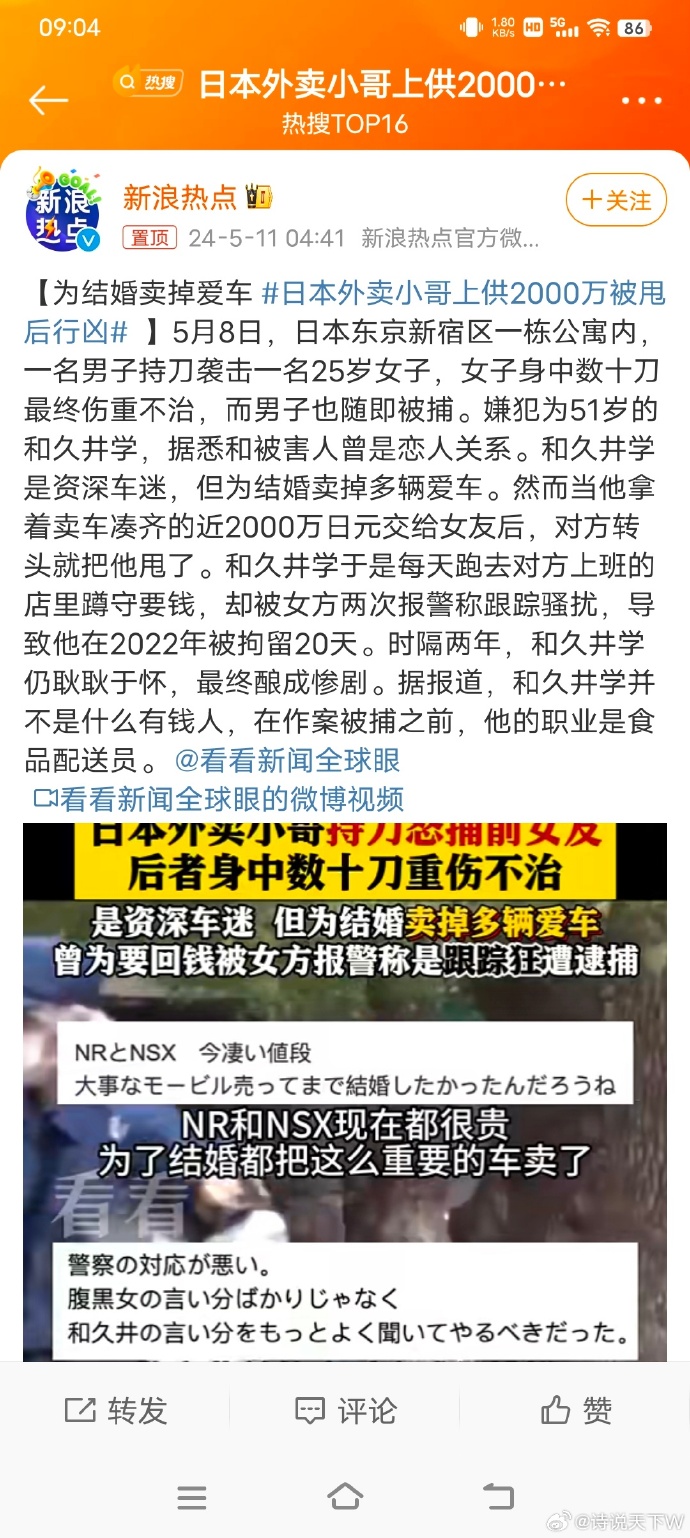 09:04
1.80
KB/s
HD
5G
86
热搜
日本外卖小哥上供2000…
热搜TOP16
GOAL!
新浪
热点
新浪热点
+关注
置顶 24-5-11 04:41 新浪热点官方微...
【为结婚卖掉爱车 #日本外卖小哥上供2000万被甩
后行凶# 】5月8日，日本东京新宿区一栋公寓内，
一名男子持刀袭击一名25岁女子，女子身中数十刀
最终伤重不治，而男子也随即被捕。嫌犯为51岁的
和久井学，据悉和被害人曾是恋人关系。和久井学
是资深车迷，但为结婚卖掉多辆爱车。然而当他拿
着卖车凑齐的近2000万日元交给女友后，对方转
头就把他甩了。和久井学于是每天跑去对方上班的
店里蹲守要钱，却被女方两次报警称跟踪骚扰，导
致他在2022年被拘留20天。时隔两年，和久井学
仍耿耿于怀，最终酿成惨剧。据报道，和久井学并
不是什么有钱人，在作案被捕之前，他的职业是食
品配送员。@看看新闻全球眼
看看新闻全球眼的微博视频
日本外卖小哥持刀怒捅前女友
后者身中数十刀重伤不治
是资深车迷 但为结婚卖掉多辆爱车
曾为要回钱被女方报警称是跟踪狂遭逮捕
NRとNSX 今凄い値段
大事なモービル売ってまで結婚したかったんだろうね
NR和NSX现在都很贵
为了结婚都把这么重要的车卖了
看看
警察の対応が悪い。
腹黒女の言い分ばかりじゃなく
和久井の言い分をもっとよく聞いてやるべきだった。
转发
评论
赞
@诗说天下W